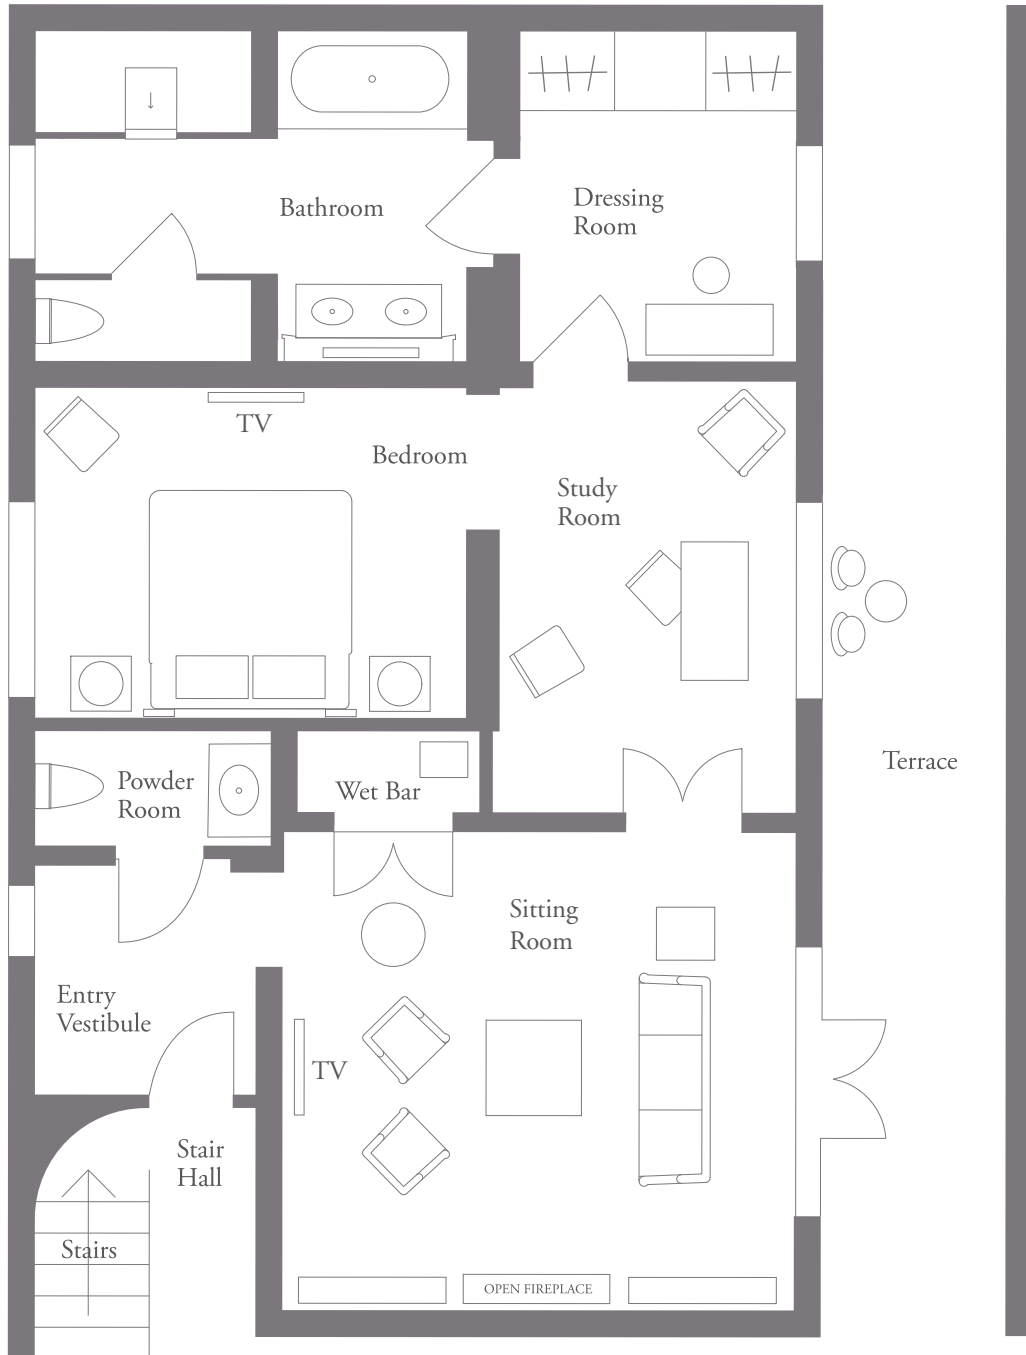 Bathroom
Dressing
Room
TV
Bedroom
Study
Room
Terrace
Powder
Room
Wet Bar
Sitting
Room
Entry
Vestibule
TV
Stair
Hall
Stairs
OPEN FIREPLACE